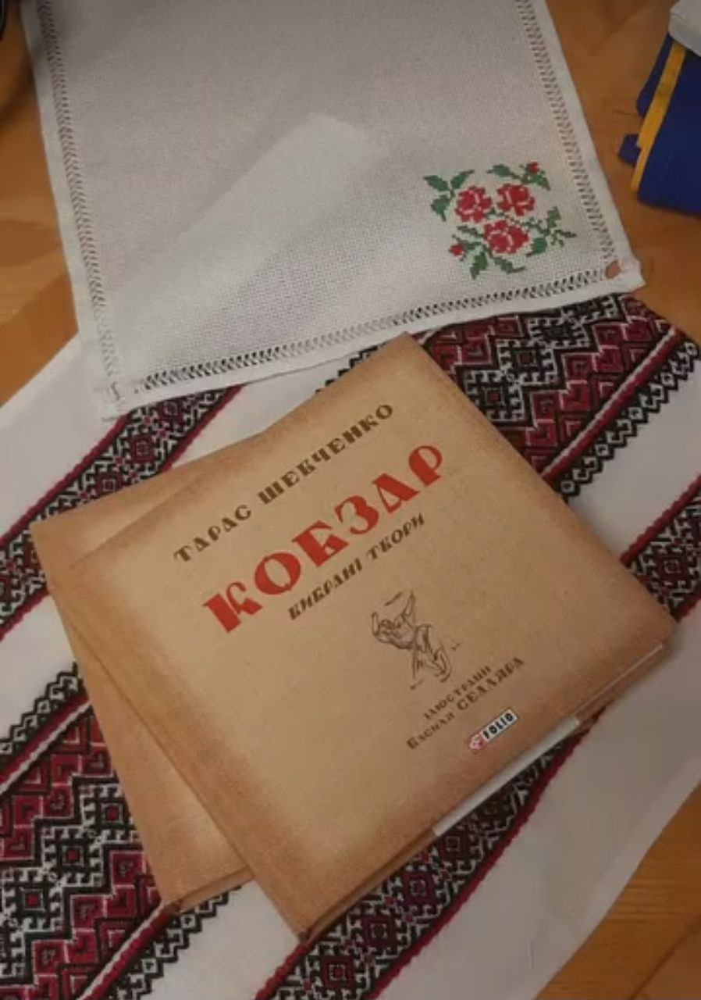 ТАРАС ШЕВЧЕНКО
КОБЗАР
ВИБРАНІ ТВОРИ
ІЛЮСТРАЦІЇ
Василя СЕДЛЯРА
FOLIO